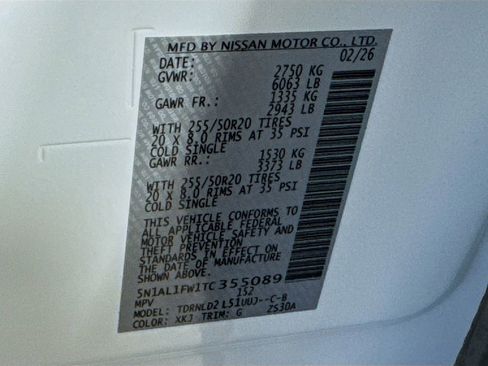 MFD BY NISSAN MOTOR CO., LTD.
DATE: 02/26
GVWR: 2750 KG
6063 LB
GAWR FR.: 1335 KG
2943 LB
WITH 255/50R20 TIRES
20 X 8.0 RIMS AT 35 PSI
COLD SINGLE
GAWR RR.: 1530 KG
3373 LB
WITH 255/50R20 TIRES
20 X 8.0 RIMS AT 35 PSI
COLD SINGLE
THIS VEHICLE CONFORMS TO
ALL APPLICABLE FEDERAL
MOTOR VEHICLE SAFETY AND
THEFT PREVENTION
STANDARDS IN EFFECT ON
THE DATE OF MANUFACTURE
SHOWN ABOVE.
5N1AL1FW1TC355089
MPV 152
MODEL: TDRNLD2L51UUJ--C-B
COLOR: XKJ TRIM: G ZS30A